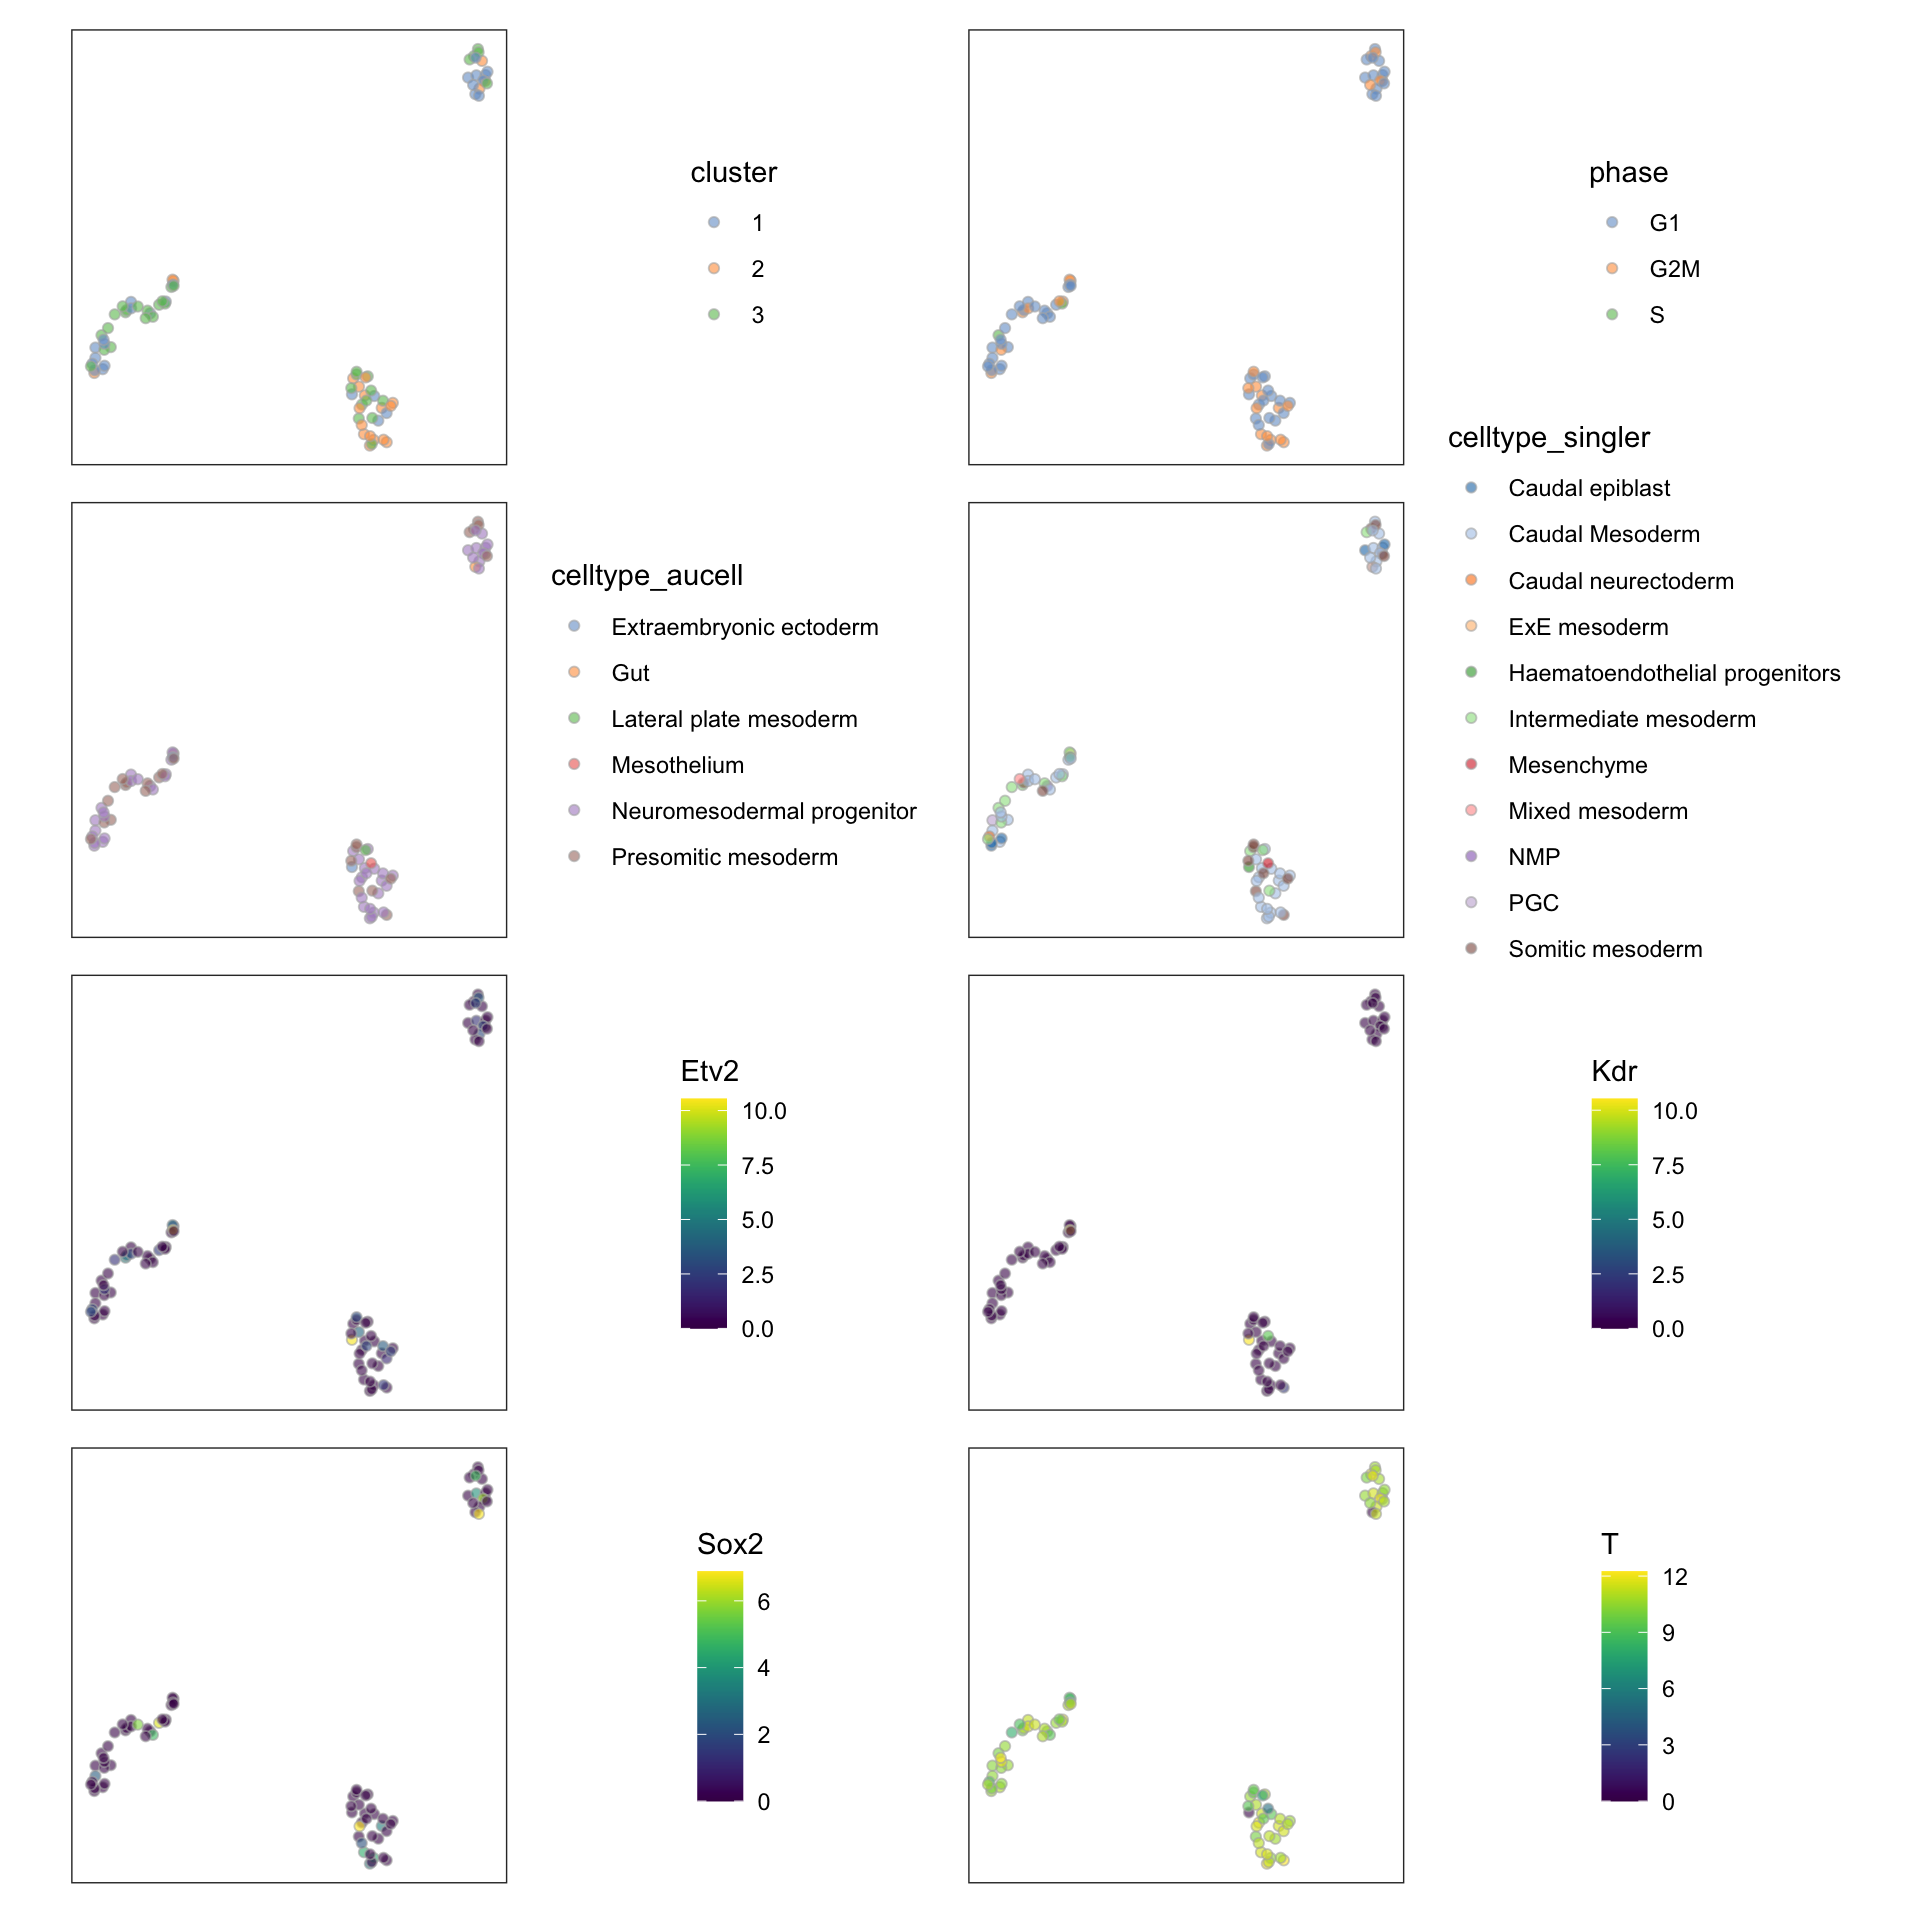 cluster
1
2
3
phase
G1
G2M
S
celltype_aucell
Extraembryonic ectoderm
Gut
Lateral plate mesoderm
Mesothelium
Neuromesodermal progenitor
Presomitic mesoderm
celltype_singler
Caudal epiblast
Caudal Mesoderm
Caudal neurectoderm
ExE mesoderm
Haematoendothelial progenitors
Intermediate mesoderm
Mesenchyme
Mixed mesoderm
NMP
PGC
Somitic mesoderm
Etv2
10.0
7.5
5.0
2.5
0.0
Kdr
10.0
7.5
5.0
2.5
0.0
Sox2
6
4
2
0
T
12
9
6
3
0